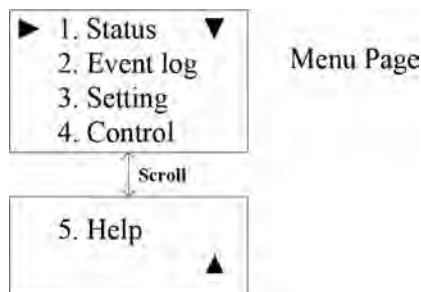 ► 1. Status ▼
2. Event log
3. Setting
4. Control
Menu Page
Scroll
5. Help
▲